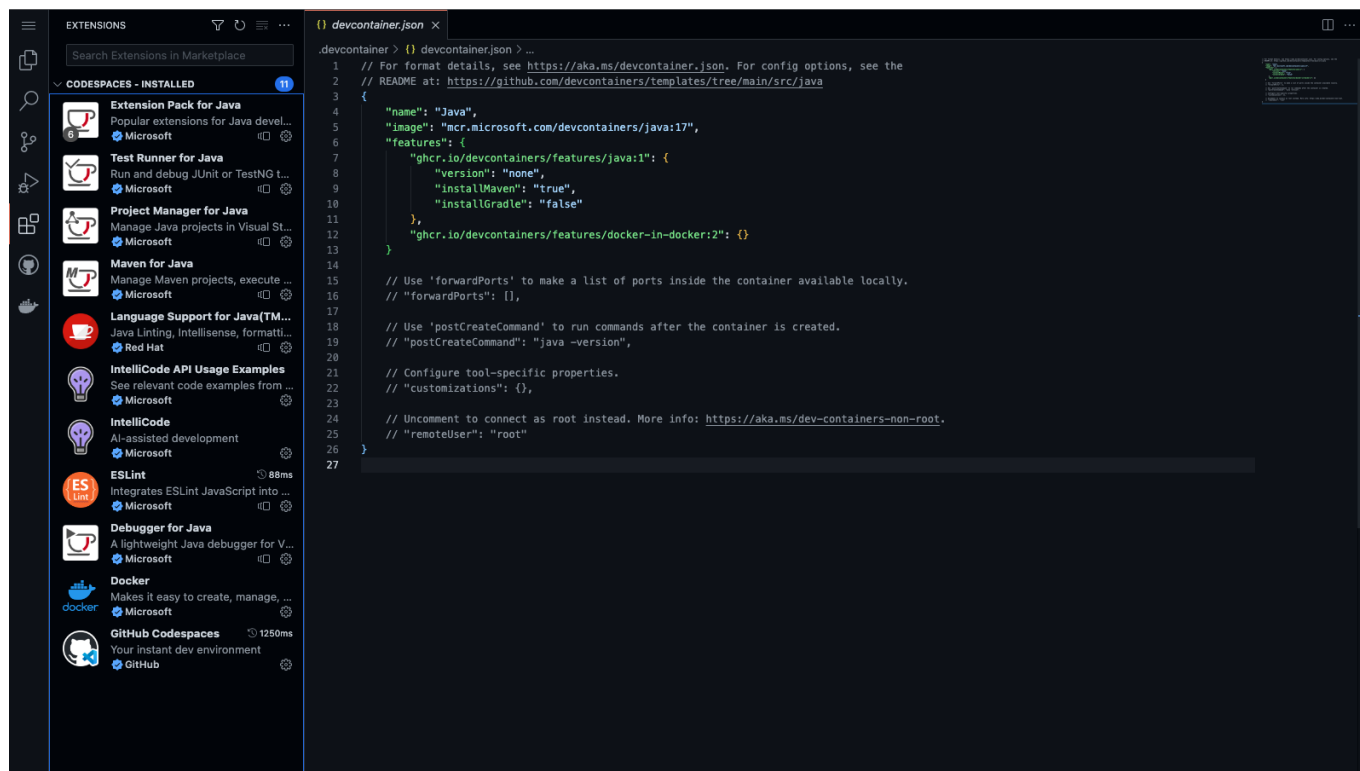 EXTENSIONS
Search Extensions in Marketplace
CODESPACES - INSTALLED 11
6
Extension Pack for Java
Popular extensions for Java devel...
Microsoft
Test Runner for Java
Run and debug JUnit or TestNG t...
Microsoft
Project Manager for Java
Manage Java projects in Visual St...
Microsoft
M
Maven for Java
Manage Maven projects, execute ...
Microsoft
Language Support for Java(TM...
Java Linting, Intellisense, formatti...
Red Hat
IntelliCode API Usage Examples
See relevant code examples from ...
Microsoft
IntelliCode
AI-assisted development
Microsoft
ES
Lint
ESLint 88ms
Integrates ESLint JavaScript into ...
Microsoft
Debugger for Java
A lightweight Java debugger for V...
Microsoft
docker
Docker
Makes it easy to create, manage, ...
Microsoft
GitHub Codespaces 1250ms
Your instant dev environment
GitHub
{} devcontainer.json ×
.devcontainer > {} devcontainer.json > ...
1 // For format details, see https://aka.ms/devcontainer.json. For config options, see the
2 // README at: https://github.com/devcontainers/templates/tree/main/src/java
3 {
4 "name": "Java",
5 "image": "mcr.microsoft.com/devcontainers/java:17",
6 "features": {
7 "ghcr.io/devcontainers/features/java:1": {
8 "version": "none",
9 "installMaven": "true",
10 "installGradle": "false"
11 },
12 "ghcr.io/devcontainers/features/docker-in-docker:2": {}
13 }
14
15 // Use 'forwardPorts' to make a list of ports inside the container available locally.
16 // "forwardPorts": [],
17
18 // Use 'postCreateCommand' to run commands after the container is created.
19 // "postCreateCommand": "java -version",
20
21 // Configure tool-specific properties.
22 // "customizations": {},
23
24 // Uncomment to connect as root instead. More info: https://aka.ms/dev-containers-non-root.
25 // "remoteUser": "root"
26 }
27